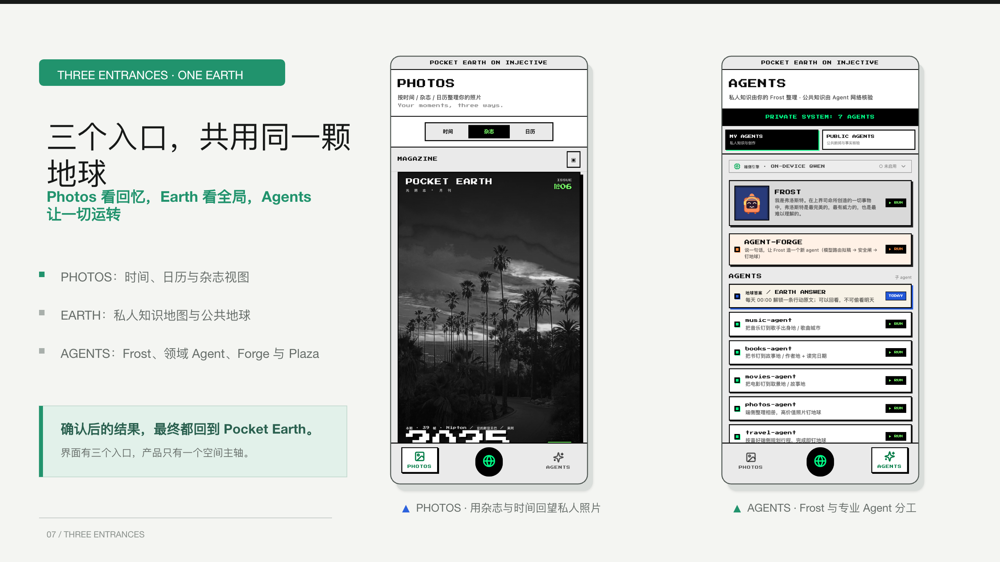 THREE ENTRANCES · ONE EARTH
三个入口，共用同一颗
地球
Photos 看回忆，Earth 看全局，Agents
让一切运转
PHOTOS：时间、日历与杂志视图
EARTH：私人知识地图与公共地球
AGENTS：Frost、领域 Agent、Forge 与 Plaza
确认后的结果，最终都回到 Pocket Earth。
界面有三个入口，产品只有一个空间主轴。
07 / THREE ENTRANCES
POCKET EARTH ON INJECTIVE
PHOTOS
按时间 / 杂志 / 日历整理你的照片
Your moments, three ways.
时间 杂志 日历
MAGAZINE
POCKET EARTH
光 阴 志 · 月 刊
ISSUE
№06
本期 · 39 帧 · Nipton / 亚的斯亚贝巴 / 果阿
2025
PHOTOS
AGENTS
▲ PHOTOS · 用杂志与时间回望私人照片
POCKET EARTH ON INJECTIVE
AGENTS
私人知识由你的 Frost 整理 · 公共知识由 Agent 网络核验
PRIVATE SYSTEM: 7 AGENTS
MY AGENTS
私人知识与创作
PUBLIC AGENTS
公共新闻与事实核验
端侧引擎 · ON-DEVICE QWEN
未启用
FROST
我是弗洛斯特。在上界司命所创造的一切事物
中，弗洛斯特是最完美的，最有威力的，也是最
难以理解的。
▶ RUN
AGENT-FORGE
说一句话，让 Frost 造一个新 agent（模型路由拟稿 → 安全闸 →
钉地球）
▶ RUN
AGENTS
子 agent
地球答案 / EARTH ANSWER
每天 00:00 解锁一条行动原文；可以回看，不可偷看明天
TODAY
music-agent
把音乐钉到歌手出身地 / 歌曲城市
▶ RUN
books-agent
把书钉到故事地 / 作者地 + 读完日期
▶ RUN
movies-agent
把电影钉到取景地 / 故事地
▶ RUN
photos-agent
端侧整理相册，高价值照片钉地球
▶ RUN
travel-agent
按喜好端侧规划行程，完成即钉地球
▶ RUN
PHOTOS
AGENTS
▲ AGENTS · Frost 与专业 Agent 分工